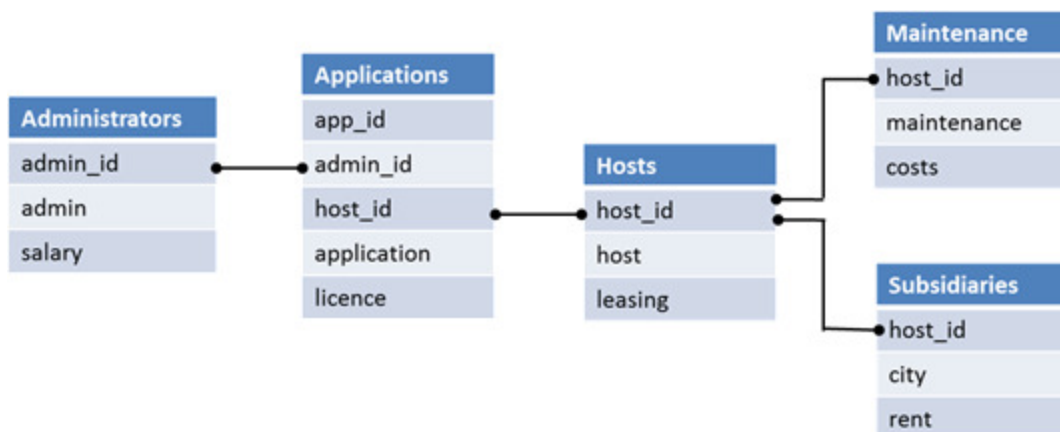 Administrators
admin_id
admin
salary
Applications
app_id
admin_id
host_id
application
licence
Hosts
host_id
host
leasing
Maintenance
host_id
maintenance
costs
Subsidiaries
host_id
city
rent